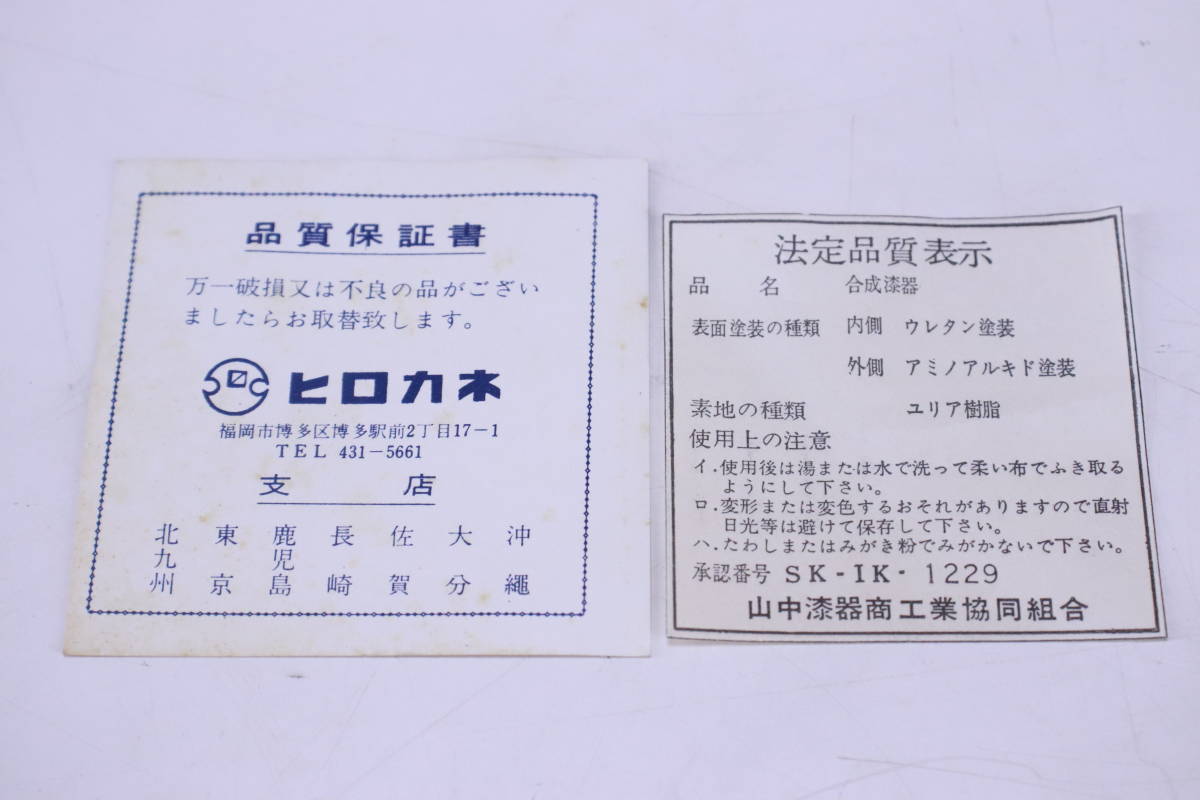 品質保証書
万一破損又は不良の品がござい
ましたらお取替致します。
ヒロカネ
福岡市博多区博多駅前2丁目17-1
TEL 431-5661
支店
北九州 東京 鹿児島 長崎 佐賀 大分 沖縄
法定品質表示
品名 合成漆器
表面塗装の種類 内側 ウレタン塗装
外側 アミノアルキド塗装
素地の種類 ユリア樹脂
使用上の注意
イ.使用後は湯または水で洗って柔い布でふき取る
ようにして下さい。
ロ.変形または変色するおそれがありますので直射
日光等は避けて保存して下さい。
ハ.たわしまたはみがき粉でみがかないで下さい。
承認番号 SK-IK-1229
山中漆器商工業協同組合